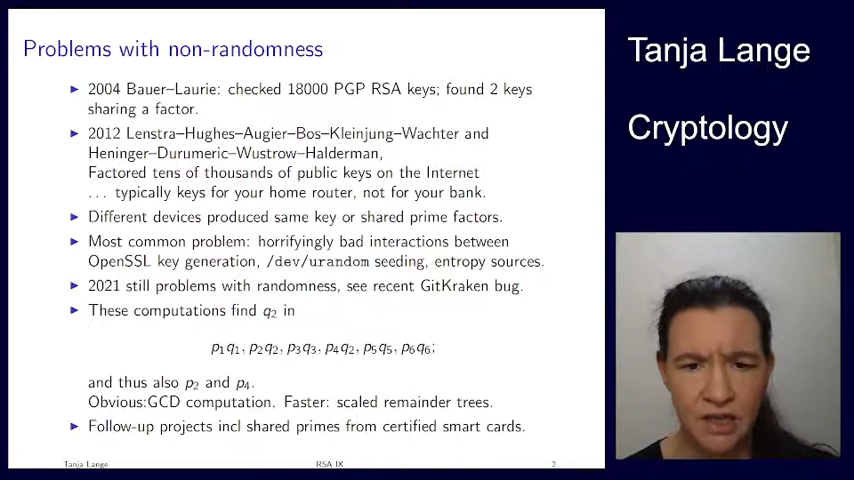 Problems with non-randomness
▶ 2004 Bauer–Laurie: checked 18000 PGP RSA keys; found 2 keys
sharing a factor.
▶ 2012 Lenstra–Hughes–Augier–Bos–Kleinjung–Wachter and
Heninger–Durumeric–Wustrow–Halderman,
Factored tens of thousands of public keys on the Internet
... typically keys for your home router, not for your bank.
▶ Different devices produced same key or shared prime factors.
▶ Most common problem: horrifyingly bad interactions between
OpenSSL key generation, /dev/urandom seeding, entropy sources.
▶ 2021 still problems with randomness, see recent GitKraken bug.
▶ These computations find q₂ in
p₁q₁, p₂q₂, p₃q₃, p₄q₂, p₅q₅, p₆q₆;
and thus also p₂ and p₄.
Obvious:GCD computation. Faster: scaled remainder trees.
▶ Follow-up projects incl shared primes from certified smart cards.
Tanja Lange RSA IX 2
Tanja Lange
Cryptology